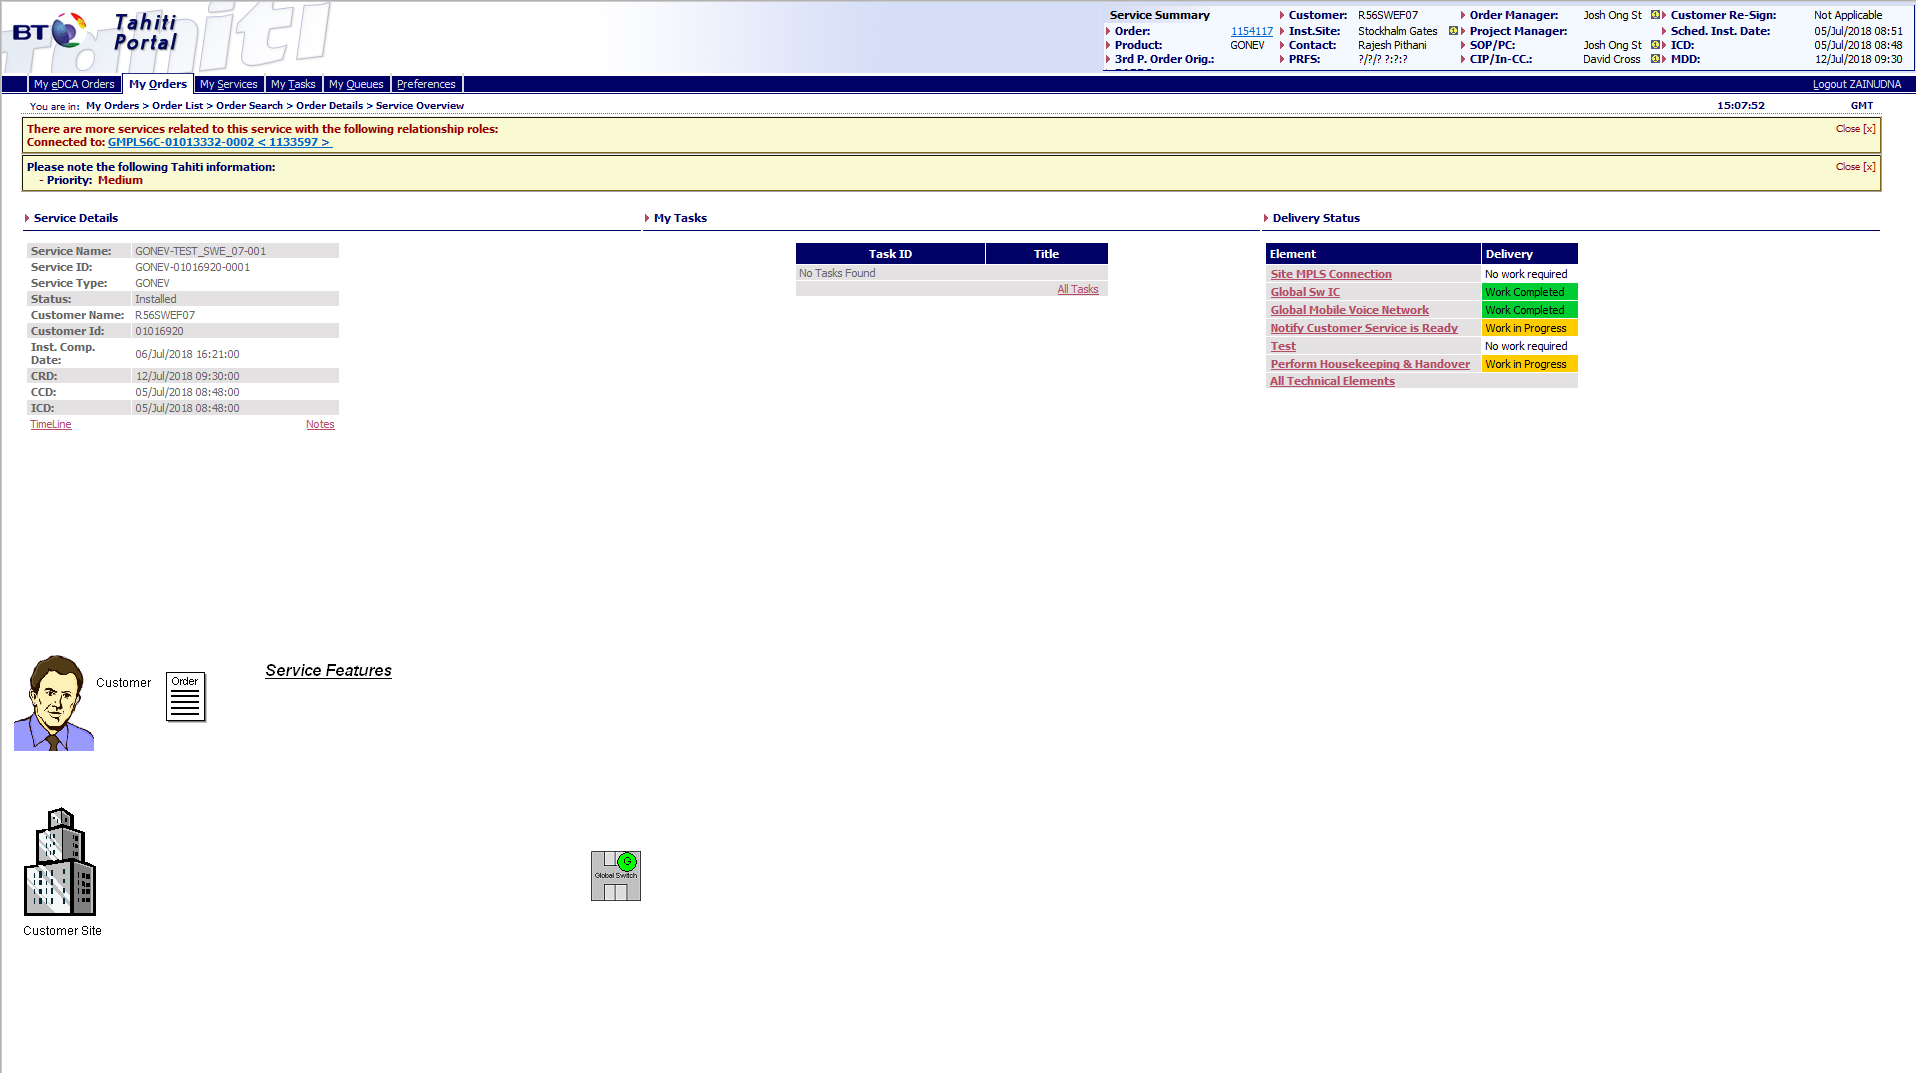 BT
Tahiti
Portal
Service Summary
Order: 1154117
Product: GONEV
3rd P. Order Orig.:
Customer: R56SWEF07
Inst.Site: Stockhalm Gates
Contact: Rajesh Pithani
PRFS: ?/?/? ?:?:?
Order Manager: Josh Ong St
Project Manager:
SOP/PC: Josh Ong St
CIP/In-CC.: David Cross
Customer Re-Sign: Not Applicable
Sched. Inst. Date: 05/Jul/2018 08:51
ICD: 05/Jul/2018 08:48
MDD: 12/Jul/2018 09:30
My eDCA Orders My Orders My Services My Tasks My Queues Preferences Logout ZAINUDNA
You are in: My Orders > Order List > Order Search > Order Details > Service Overview 15:07:52 GMT
There are more services related to this service with the following relationship roles: Close [x]
Connected to: GMPLS6C-01013332-0002 < 1133597 >
Please note the following Tahiti information: Close [x]
- Priority: Medium
Service Details
Service Name: GONEV-TEST_SWE_07-001
Service ID: GONEV-01016920-0001
Service Type: GONEV
Status: Installed
Customer Name: R56SWEF07
Customer Id: 01016920
Inst. Comp.
Date: 06/Jul/2018 16:21:00
CRD: 12/Jul/2018 09:30:00
CCD: 05/Jul/2018 08:48:00
ICD: 05/Jul/2018 08:48:00
TimeLine Notes
My Tasks
Task ID Title
No Tasks Found
All Tasks
Delivery Status
Element Delivery
Site MPLS Connection No work required
Global Sw IC Work Completed
Global Mobile Voice Network Work Completed
Notify Customer Service is Ready Work in Progress
Test No work required
Perform Housekeeping & Handover Work in Progress
All Technical Elements
Customer
Order
Service Features
G
Global Switch
Customer Site